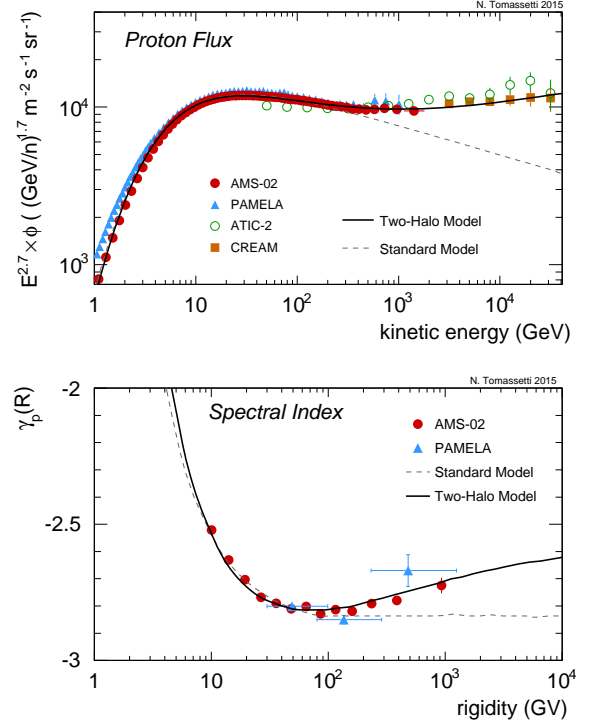 N. Tomassetti 2015
Proton Flux
E^2.7 × ϕ ( (GeV/n)^1.7 m^-2 s^-1 sr^-1)
10^4
10^3
AMS-02
PAMELA
ATIC-2
CREAM
Two-Halo Model
Standard Model
1 10 10^2 10^3 10^4
kinetic energy (GeV)
N. Tomassetti 2015
Spectral Index
γ_p(R)
-2
-2.5
-3
AMS-02
PAMELA
Standard Model
Two-Halo Model
1 10 10^2 10^3 10^4
rigidity (GV)